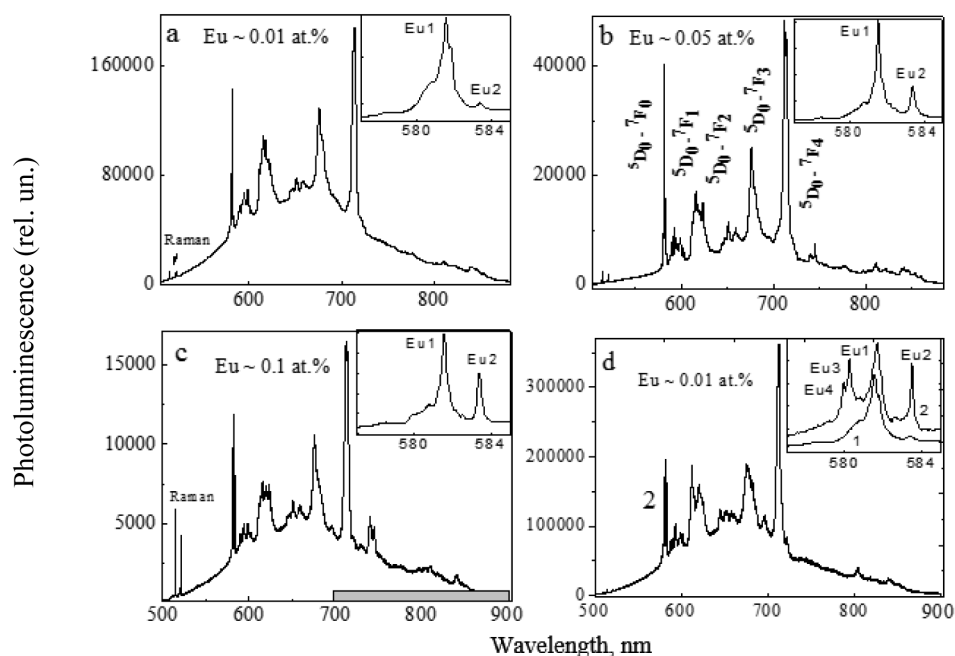 Photoluminescence (rel. un.)
a
Eu ~ 0.01 at.%
160000
80000
0
Raman
600
700
800
Eu1
Eu2
580
584
b
Eu ~ 0.05 at.%
40000
20000
0
⁵D₀-⁷F₀
⁵D₀-⁷F₁
⁵D₀-⁷F₂
⁵D₀-⁷F₃
⁵D₀-⁷F₄
600
700
800
Eu1
Eu2
580
584
c
Eu ~ 0.1 at.%
15000
10000
5000
Raman
500
600
700
800
900
Eu1
Eu2
580
584
d
Eu ~ 0.01 at.%
300000
200000
100000
0
2
500
600
700
800
900
Eu1
Eu2
Eu3
Eu4
2
1
580
584
Wavelength, nm